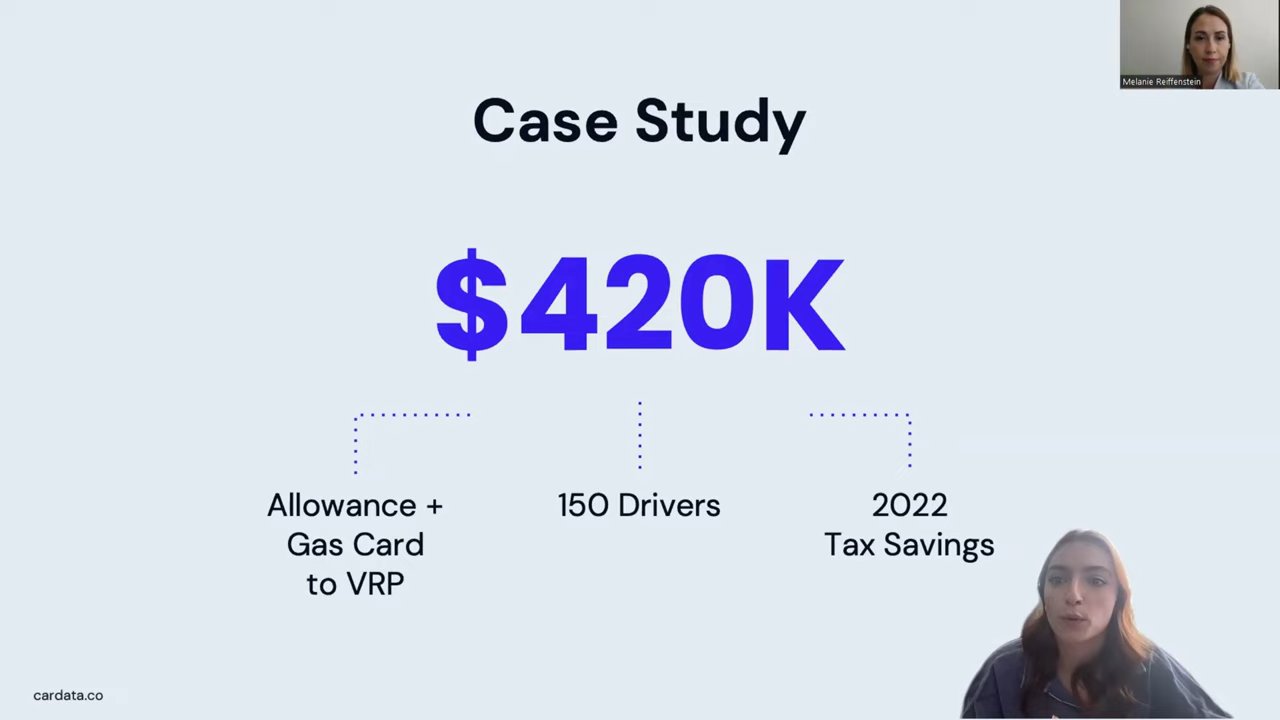 Melanie Reiffenstein
Case Study
$420K
Allowance +
Gas Card
to VRP
150 Drivers
2022
Tax Savings
cardata.co